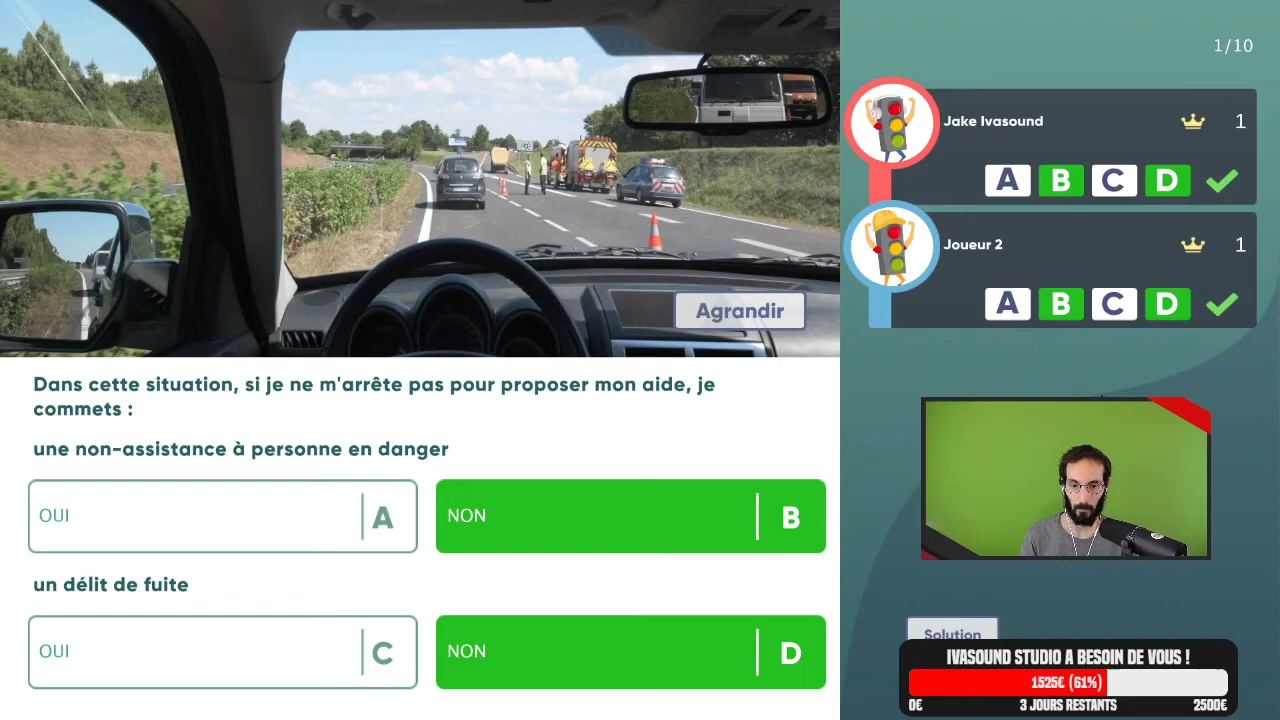 1/10
Jake Ivasound
1
A B C D
Joueur 2
1
A B C D
Agrandir
Dans cette situation, si je ne m'arrête pas pour proposer mon aide, je
commets :
une non-assistance à personne en danger
OUI A
NON B
un délit de fuite
OUI C
NON D
Solution
IVASOUND STUDIO A BESOIN DE VOUS !
1525€ (61%)
0€ 3 JOURS RESTANTS 2500€